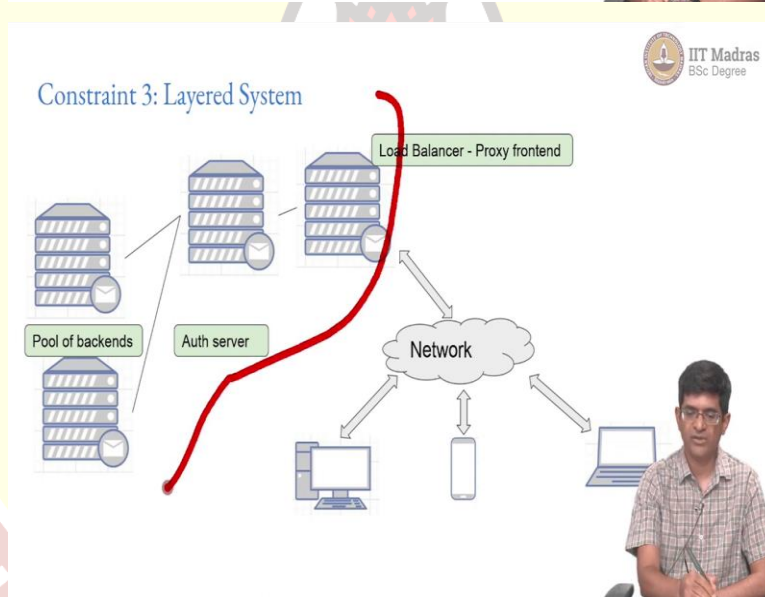 IIT Madras
BSc Degree
Constraint 3: Layered System
Load Balancer - Proxy frontend
Pool of backends
Auth server
Network